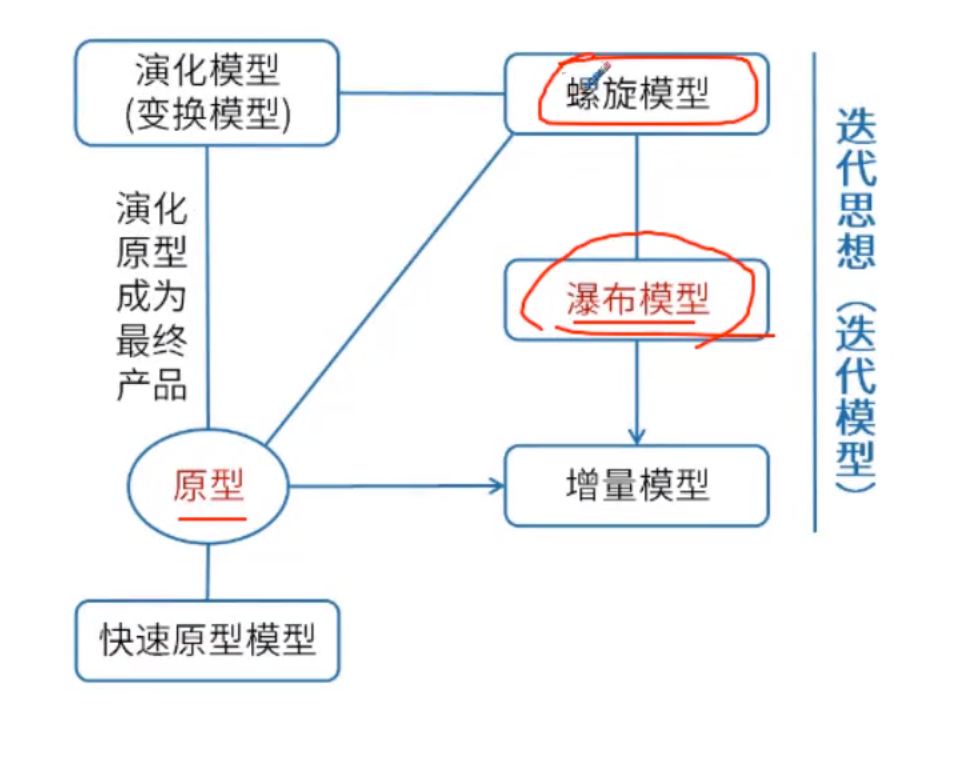 演化模型
(变换模型)
螺旋模型
演化
原型
成为
最终
产品
瀑布模型
原型
增量模型
快速原型模型
迭代思想（迭代模型）